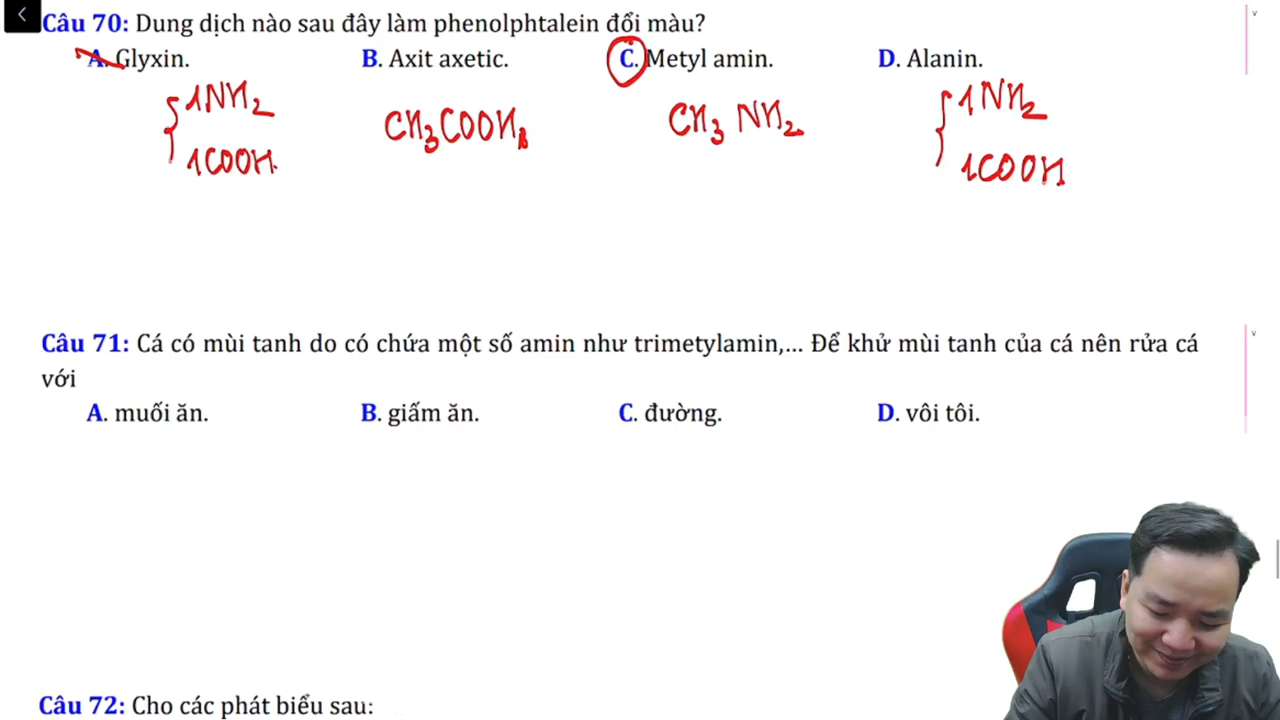 Câu 70: Dung dịch nào sau đây làm phenolphtalein đổi màu?
A. Glyxin. B. Axit axetic. C. Metyl amin. D. Alanin.
1NH2 CH3COOH CH3 NH2 1NH2
1COOH 1COOH
Câu 71: Cá có mùi tanh do có chứa một số amin như trimetylamin,... Để khử mùi tanh của cá nên rửa cá
với
A. muối ăn. B. giấm ăn. C. đường. D. vôi tôi.
Câu 72: Cho các phát biểu sau: